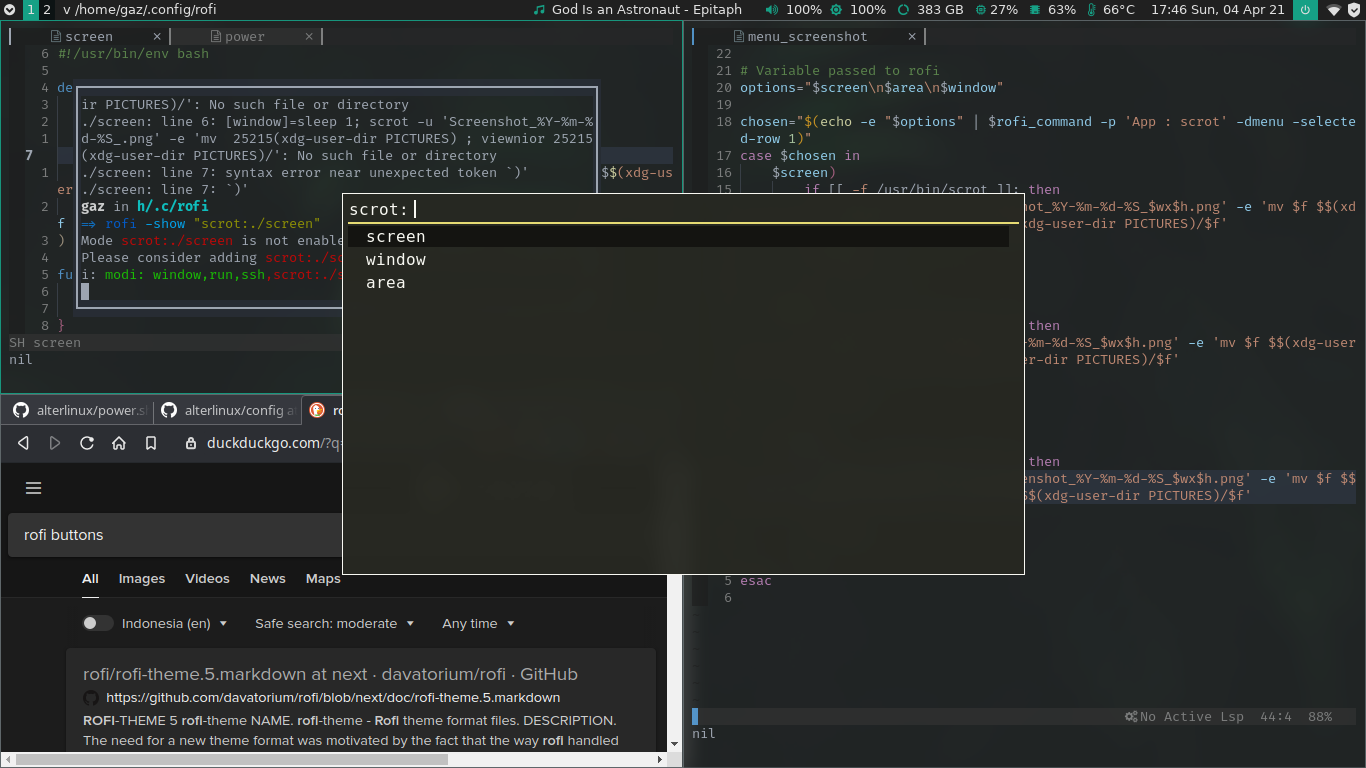 1 2 v /home/gaz/.config/rofi God Is an Astronaut - Epitaph 100% 100% 383 GB 27% 63% 66°C 17:46 Sun, 04 Apr 21
screen × power ×
6 #!/usr/bin/env bash
5
4 de
3 ir PICTURES)/': No such file or directory
2 ./screen: line 6: [window]=sleep 1; scrot -u 'Screenshot_%Y-%m-%
1 d-%S_.png' -e 'mv  25215(xdg-user-dir PICTURES) ; viewnior 25215
7 (xdg-user-dir PICTURES)/': No such file or directory
1 ./screen: line 7: syntax error near unexpected token `)' $$(xdg-us
er ./screen: line 7: `)'
2 gaz in h/.c/rofi
f ⇒ rofi -show "scrot:./screen"
3 ) Mode scrot:./screen is not enable
4 Please consider adding scrot:./sc
5 fu i: modi: window,run,ssh,scrot:./s
6
7
8 }
SH screen
nil
menu_screenshot ×
22
21 # Variable passed to rofi
20 options="$screen\n$area\n$window"
19
18 chosen="$(echo -e "$options" | $rofi_command -p 'App : scrot' -dmenu -selecte
d-row 1)"
17 case $chosen in
16 $screen)
15 if [[ -f /usr/bin/scrot ]]; then
nshot_%Y-%m-%d-%S_$wx$h.png' -e 'mv $f $$(xd
xdg-user-dir PICTURES)/$f'
then
-%m-%d-%S_$wx$h.png' -e 'mv $f $$(xdg-user
er-dir PICTURES)/$f'
then
enshot_%Y-%m-%d-%S_$wx$h.png' -e 'mv $f $$
$(xdg-user-dir PICTURES)/$f'
5 esac
6
No Active Lsp 44:4 88%
nil
scrot:
screen
window
area
alterlinux/power.s alterlinux/config a ro
duckduckgo.com/?q=
rofi buttons
All Images Videos News Maps
Indonesia (en) Safe search: moderate Any time
rofi/rofi-theme.5.markdown at next · davatorium/rofi · GitHub
https://github.com/davatorium/rofi/blob/next/doc/rofi-theme.5.markdown
ROFI-THEME 5 rofi-theme NAME. rofi-theme - Rofi theme format files. DESCRIPTION.
The need for a new theme format was motivated by the fact that the way rofi handled